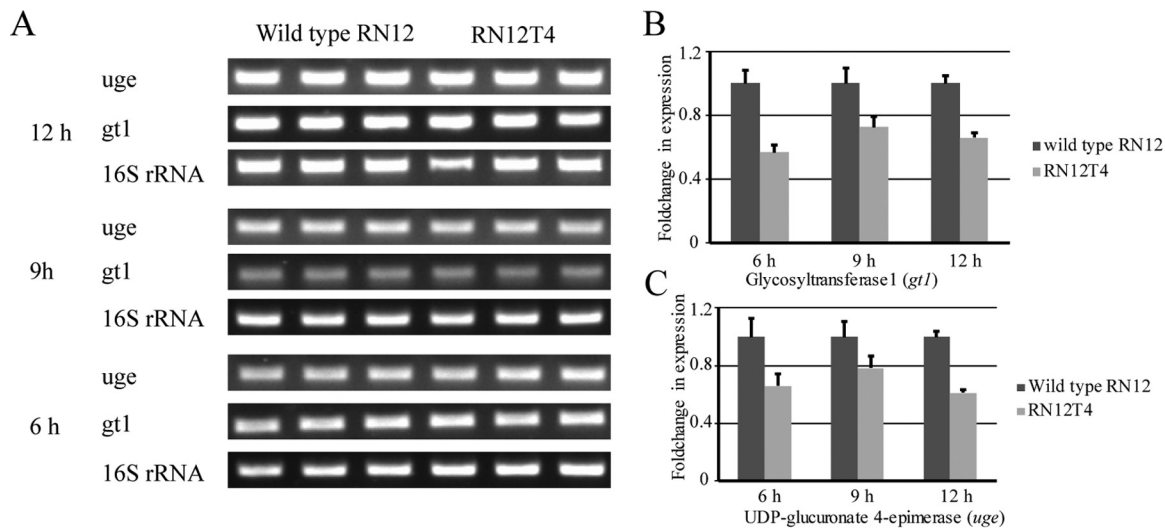 A
Wild type RN12 RN12T4
uge
12 h gt1
16S rRNA
uge
9h gt1
16S rRNA
uge
6 h gt1
16S rRNA
B
Foldchange in expression
1.2
0.8
0.4
0
6 h 9 h 12 h
Glycosyltransferase1 (gt1)
wild type RN12
RN12T4
C
Foldchange in expression
1.2
0.8
0.4
0
6 h 9 h 12 h
UDP-glucuronate 4-epimerase (uge)
Wild type RN12
RN12T4